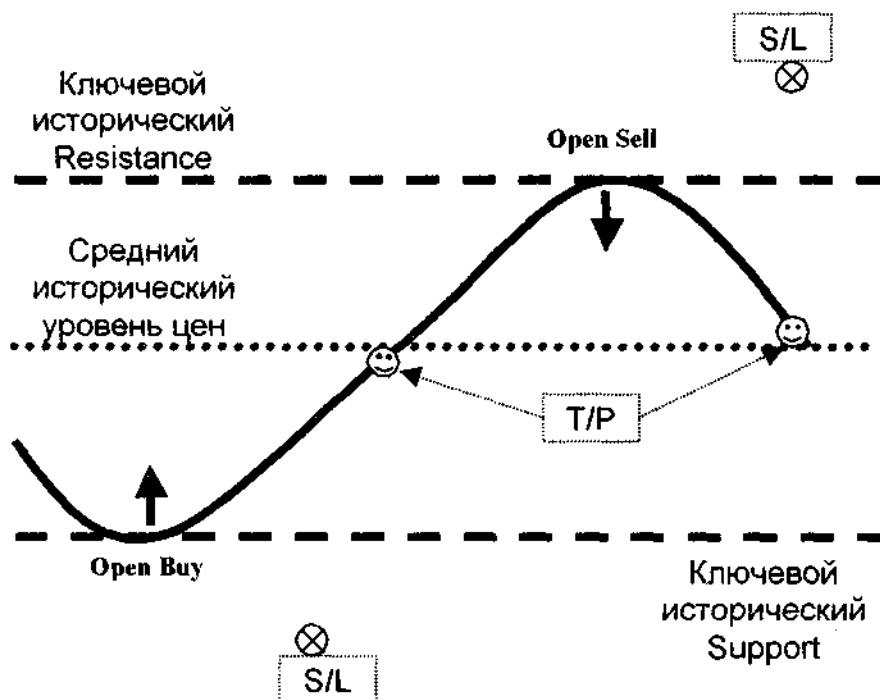 S/L
Ключевой
исторический
Resistance
Open Sell
Средний
исторический
уровень цен
T/P
Open Buy
Ключевой
исторический
Support
S/L